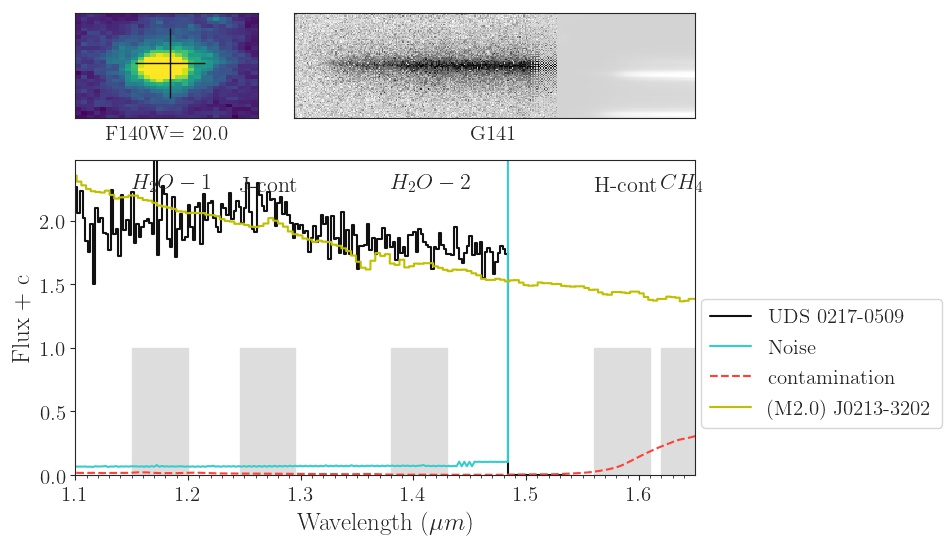 F140W= 20.0
G141
H₂O − 1
J-cont
H₂O − 2
H-cont
CH₄
2.0
1.5
1.0
0.5
0.0
Flux + c
1.1
1.2
1.3
1.4
1.5
1.6
Wavelength (μm)
UDS 0217-0509
Noise
contamination
(M2.0) J0213-3202